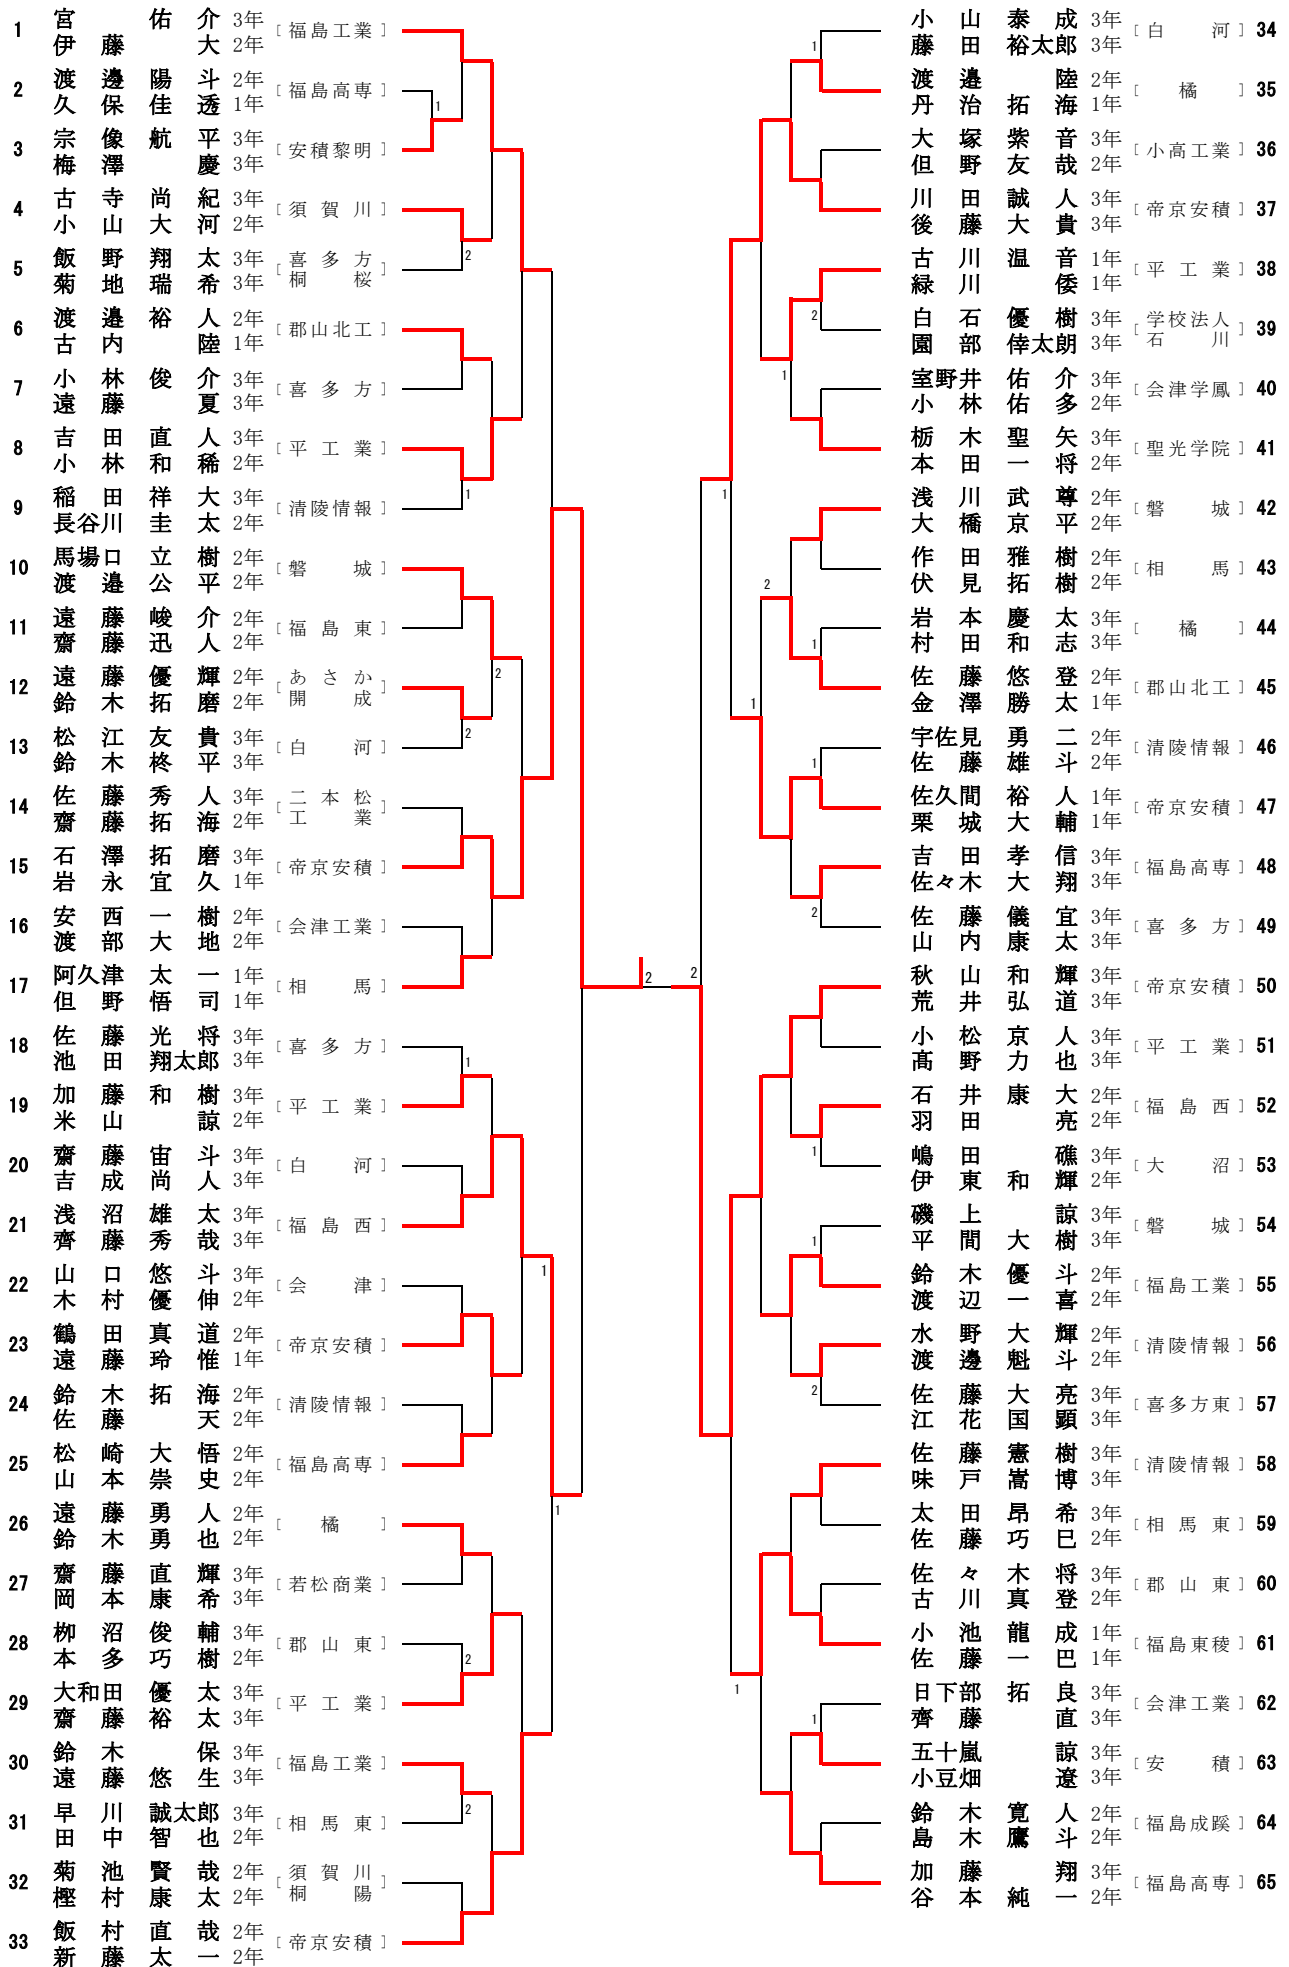 1 宮 佑介 3年 [福島工業]
伊藤 大 2年
2 渡邉陽斗 2年 [福島高専]
久保佳透 1年
3 宗像航平 3年 [安積黎明]
梅澤 慶 3年
4 古寺尚紀 3年 [須賀川]
小山大河 2年
5 飯野翔太 3年 [喜多方桐桜]
菊地瑞希 3年
6 渡邉裕人 2年 [郡山北工]
古内 陸 1年
7 小林俊介 3年 [喜多方]
遠藤 夏 3年
8 吉田直人 3年 [平工業]
小林和稀 2年
9 稲田祥大 3年 [清陵情報]
長谷川圭太 2年
10 馬場口立樹 2年 [磐城]
渡邉公平 2年
11 遠藤峻介 2年 [福島東]
齋藤迅人 2年
12 遠藤優輝 2年 [あさか開成]
鈴木拓磨 2年
13 松江友貴 3年 [白河]
鈴木柊平 3年
14 佐藤秀人 3年 [二本松工業]
齋藤拓海 2年
15 石澤拓磨 3年 [帝京安積]
岩永宜久 1年
16 安西一樹 2年 [会津工業]
渡部大地 2年
17 阿久津太一 1年 [相馬]
但野悟司 1年
18 佐藤光将 3年 [喜多方]
池田翔太郎 3年
19 加藤和樹 3年 [平工業]
米山 諒 2年
20 齋藤宙斗 3年 [白河]
吉成尚人 3年
21 浅沼雄太 3年 [福島西]
齊藤秀哉 3年
22 山口悠斗 3年 [会津]
木村優伸 2年
23 鶴田真道 2年 [帝京安積]
遠藤玲惟 1年
24 鈴木拓海 2年 [清陵情報]
佐藤 天 2年
25 松崎大悟 2年 [福島高専]
山本崇史 2年
26 遠藤勇人 2年 [橘]
鈴木勇也 2年
27 齋藤直輝 3年 [若松商業]
岡本康希 3年
28 栁沼俊輔 3年 [郡山東]
本多巧樹 2年
29 大和田優太 3年 [平工業]
齋藤裕太 3年
30 鈴木 保 3年 [福島工業]
遠藤悠生 3年
31 早川誠太郎 3年 [相馬東]
田中智也 2年
32 菊池賢哉 2年 [須賀川桐陽]
樫村康太 2年
33 飯村直哉 2年 [帝京安積]
新藤太一 2年
1
2
1
2
2
1
1
2
2
1
2
2
小山泰成 3年 [白河] 34
藤田裕太郎 3年
渡邉 陸 2年 [橘] 35
丹治拓海 1年
大塚紫音 3年 [小高工業] 36
但野友哉 2年
川田誠人 3年 [帝京安積] 37
後藤大貴 3年
古川温音 1年 [平工業] 38
緑川 倭 1年
白石優樹 3年 [学校法人石川] 39
園部倖太朗 3年
室野井佑介 3年 [会津学鳳] 40
小林佑多 2年
栃木聖矢 3年 [聖光学院] 41
本田一将 2年
浅川武尊 2年 [磐城] 42
大橋京平 2年
作田雅樹 2年 [相馬] 43
伏見拓樹 2年
岩本慶太 3年 [橘] 44
村田和志 3年
佐藤悠登 2年 [郡山北工] 45
金澤勝太 1年
宇佐見勇二 2年 [清陵情報] 46
佐藤雄斗 2年
佐久間裕人 1年 [帝京安積] 47
栗城大輔 1年
吉田孝信 3年 [福島高専] 48
佐々木大翔 3年
佐藤儀宜 3年 [喜多方] 49
山内康太 3年
秋山和輝 3年 [帝京安積] 50
荒井弘道 3年
小松京人 3年 [平工業] 51
髙野力也 3年
石井康大 2年 [福島西] 52
羽田 亮 2年
嶋田 礁 3年 [大沼] 53
伊東和輝 2年
磯上 諒 3年 [磐城] 54
平間大樹 3年
鈴木優斗 2年 [福島工業] 55
渡辺一喜 2年
水野大輝 2年 [清陵情報] 56
渡邊魁斗 2年
佐藤大亮 3年 [喜多方東] 57
江花国顕 3年
佐藤憲樹 3年 [清陵情報] 58
味戸嵩博 3年
太田昂希 3年 [相馬東] 59
佐藤巧巳 2年
佐々木将 3年 [郡山東] 60
古川真登 2年
小池龍成 1年 [福島東稜] 61
佐藤一巴 1年
日下部拓良 3年 [会津工業] 62
齊藤 直 3年
五十嵐 諒 3年 [安積] 63
小豆畑 遼 3年
鈴木寛人 2年 [福島成蹊] 64
島木鷹斗 2年
加藤 翔 3年 [福島高専] 65
谷本純一 2年
1
2
1
1
2
1
1
1
2
2
1
1
2
1
1